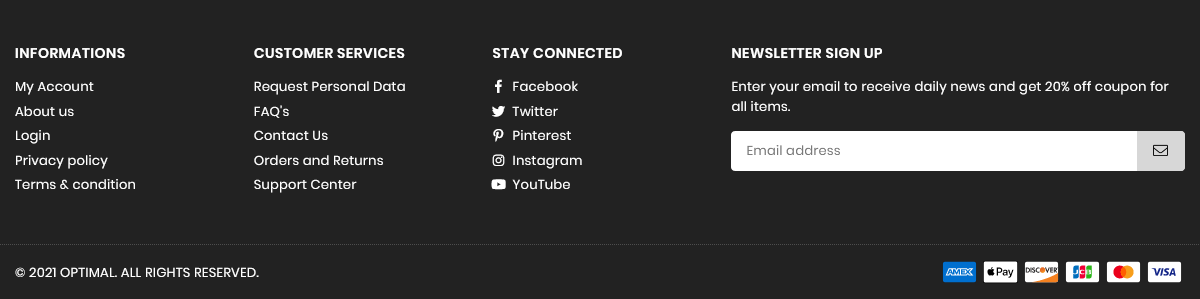 INFORMATIONS
My Account
About us
Login
Privacy policy
Terms & condition
CUSTOMER SERVICES
Request Personal Data
FAQ's
Contact Us
Orders and Returns
Support Center
STAY CONNECTED
Facebook
Twitter
Pinterest
Instagram
YouTube
NEWSLETTER SIGN UP
Enter your email to receive daily news and get 20% off coupon for
all items.
Email address
© 2021 OPTIMAL. ALL RIGHTS RESERVED.
AMEX Pay DISCOVER JCB VISA